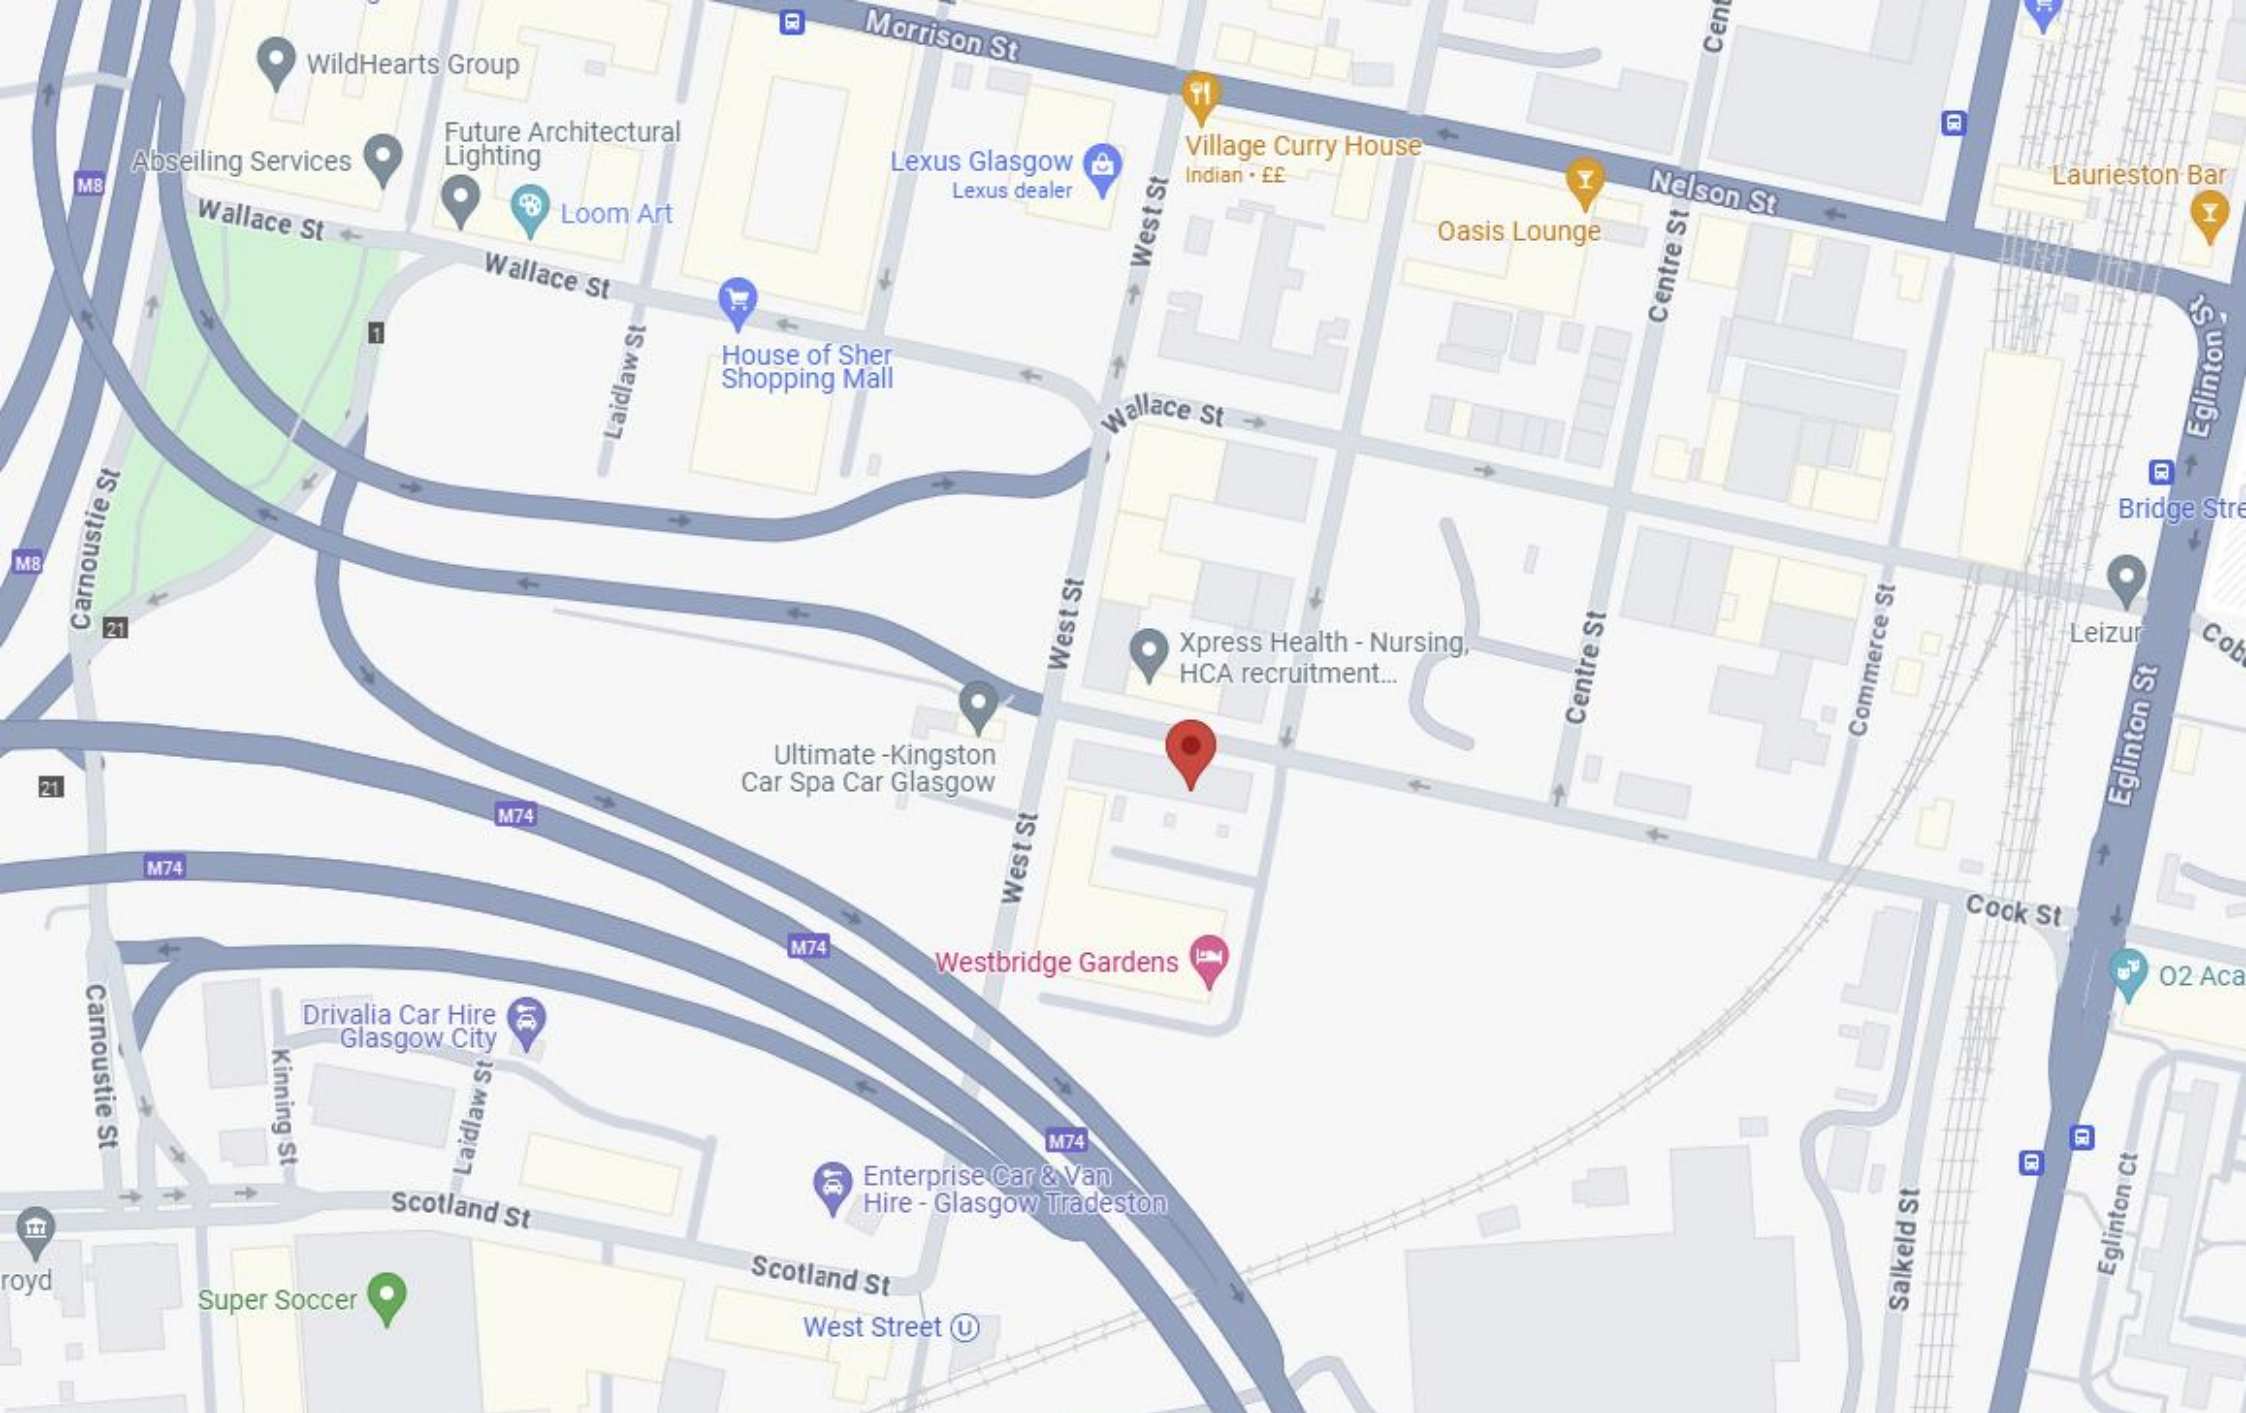 Morrison St
WildHearts Group
Cent
Future Architectural
Lighting
Abseiling Services
M8
Lexus Glasgow
Lexus dealer
Village Curry House
Indian • ££
Nelson St
Laurieston Bar
Wallace St
Loom Art
West St
Oasis Lounge
Centre St
Wallace St
1
House of Sher
Shopping Mall
Laidlaw St
Eglinton St
Wallace St
Carnoustie St
M8
Bridge Stre
21
West St
Xpress Health - Nursing,
HCA recruitment...
Centre St
Commerce St
Leizur
Cobu
Ultimate -Kingston
Car Spa Car Glasgow
Eglinton St
21
M74
M74
West St
Cook St
M74
Westbridge Gardens
O2 Aca
Carnoustie St
Drivalia Car Hire
Glasgow City
Kinning St
Laidlaw St
M74
Enterprise Car & Van
Hire - Glasgow Tradeston
Scotland St
Salkeld St
Eglinton Ct
royd
Scotland St
Super Soccer
West Street U